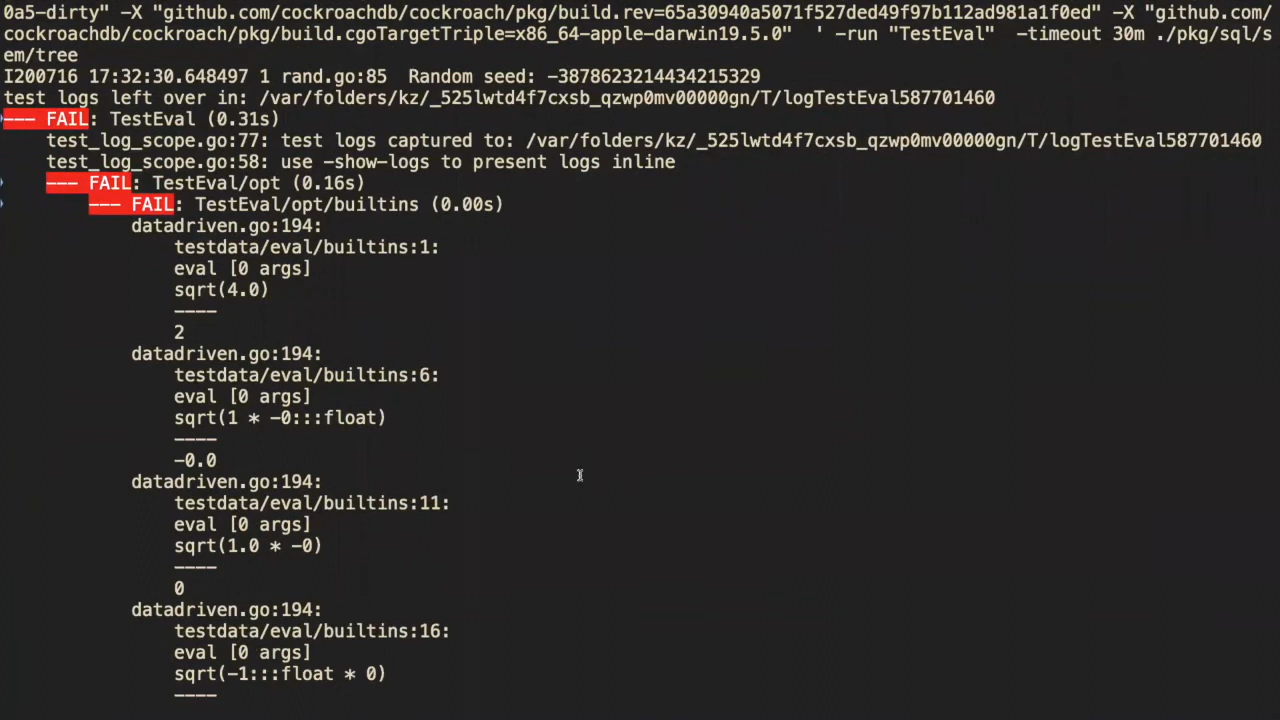 0a5-dirty" -X "github.com/cockroachdb/cockroach/pkg/build.rev=65a30940a5071f527ded49f97b112ad981a1f0ed" -X "github.com/
cockroachdb/cockroach/pkg/build.cgoTargetTriple=x86_64-apple-darwin19.5.0"  ' -run "TestEval"  -timeout 30m ./pkg/sql/s
em/tree
I200716 17:32:30.648497 1 rand.go:85  Random seed: -3878623214434215329
test logs left over in: /var/folders/kz/_525lwtd4f7cxsb_qzwp0mv00000gn/T/logTestEval587701460
--- FAIL: TestEval (0.31s)
    test_log_scope.go:77: test logs captured to: /var/folders/kz/_525lwtd4f7cxsb_qzwp0mv00000gn/T/logTestEval587701460
    test_log_scope.go:58: use -show-logs to present logs inline
    --- FAIL: TestEval/opt (0.16s)
        --- FAIL: TestEval/opt/builtins (0.00s)
            datadriven.go:194:
                testdata/eval/builtins:1:
                eval [0 args]
                sqrt(4.0)
                ----
                2
            datadriven.go:194:
                testdata/eval/builtins:6:
                eval [0 args]
                sqrt(1 * -0:::float)
                ----
                -0.0
            datadriven.go:194:
                testdata/eval/builtins:11:
                eval [0 args]
                sqrt(1.0 * -0)
                ----
                0
            datadriven.go:194:
                testdata/eval/builtins:16:
                eval [0 args]
                sqrt(-1:::float * 0)
                ----